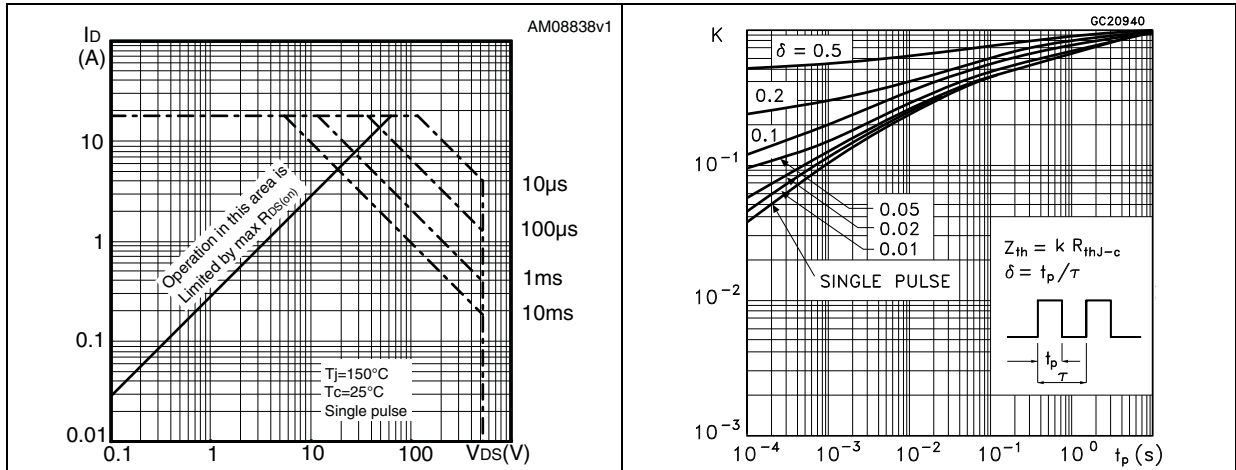 ID
(A)
AM08838v1
10
1
0.1
0.01
Operation in this area is
Limited by max RDS(on)
10µs
100µs
1ms
10ms
Tj=150°C
Tc=25°C
Single pulse
0.1 1 10 100 VDS(V)
GC20940
K
δ = 0.5
0.2
0.1
10⁻¹
0.05
0.02
0.01
SINGLE PULSE
10⁻²
Zth = k RthJ-c
δ = tp/τ
tp
τ
10⁻³
10⁻⁴ 10⁻³ 10⁻² 10⁻¹ 10⁰ tp (s)